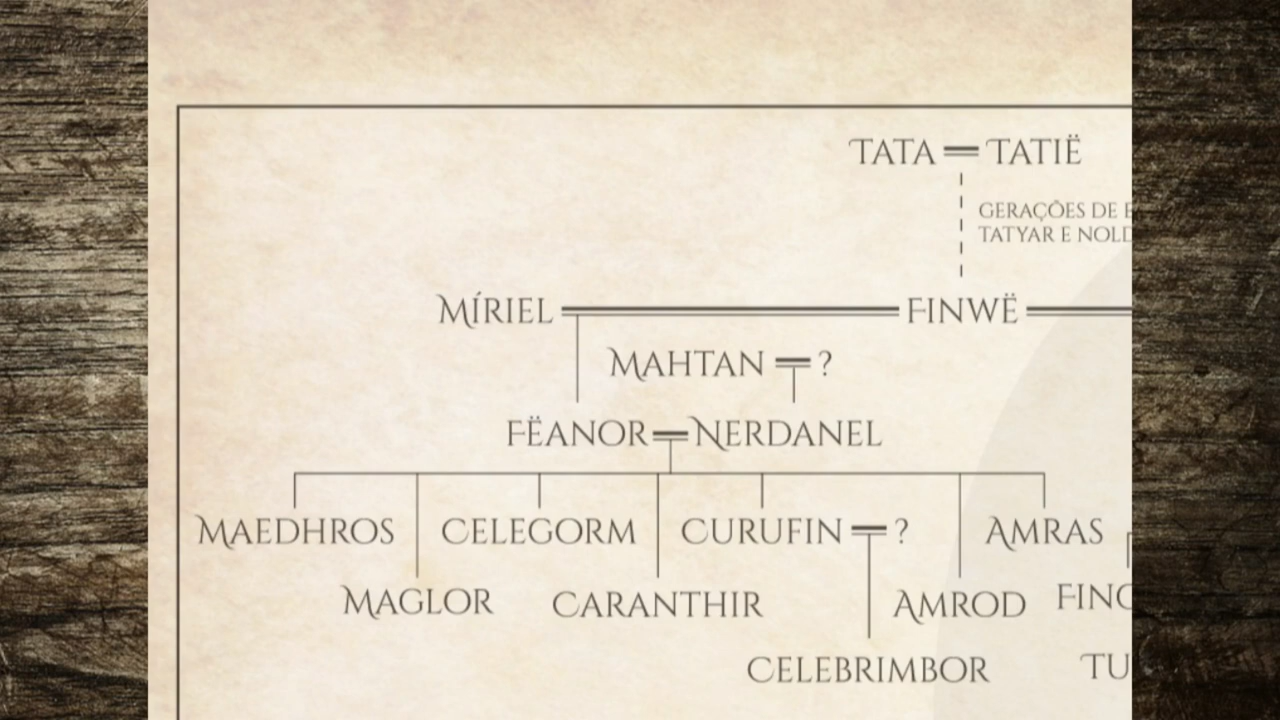 TATA TATIË
GERAÇÕES DE
TATYAR E
MÍRIEL FINWË
MAHTAN ?
FËANOR NERDANEL
MAEDHROS CELEGORM CURUFIN ? AMRAS
MAGLOR CARANTHIR AMROD
CELEBRIMBOR